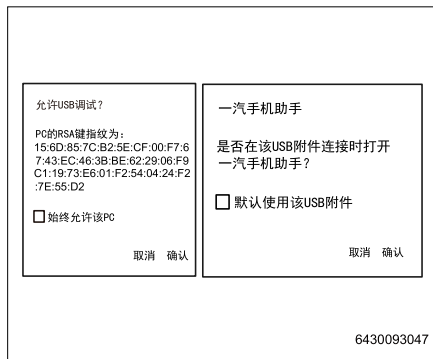 允许USB调试？
PC的RSA键指纹为：
15:6D:85:7C:B2:5E:CF:00:F7:6
7:43:EC:46:3B:BE:62:29:06:F9
C1:19:73:E6:01:F2:54:04:24:F2
:7E:55:D2
始终允许该PC
取消 确认
一汽手机助手
是否在该USB附件连接时打开
一汽手机助手？
默认使用该USB附件
取消 确认
6430093047